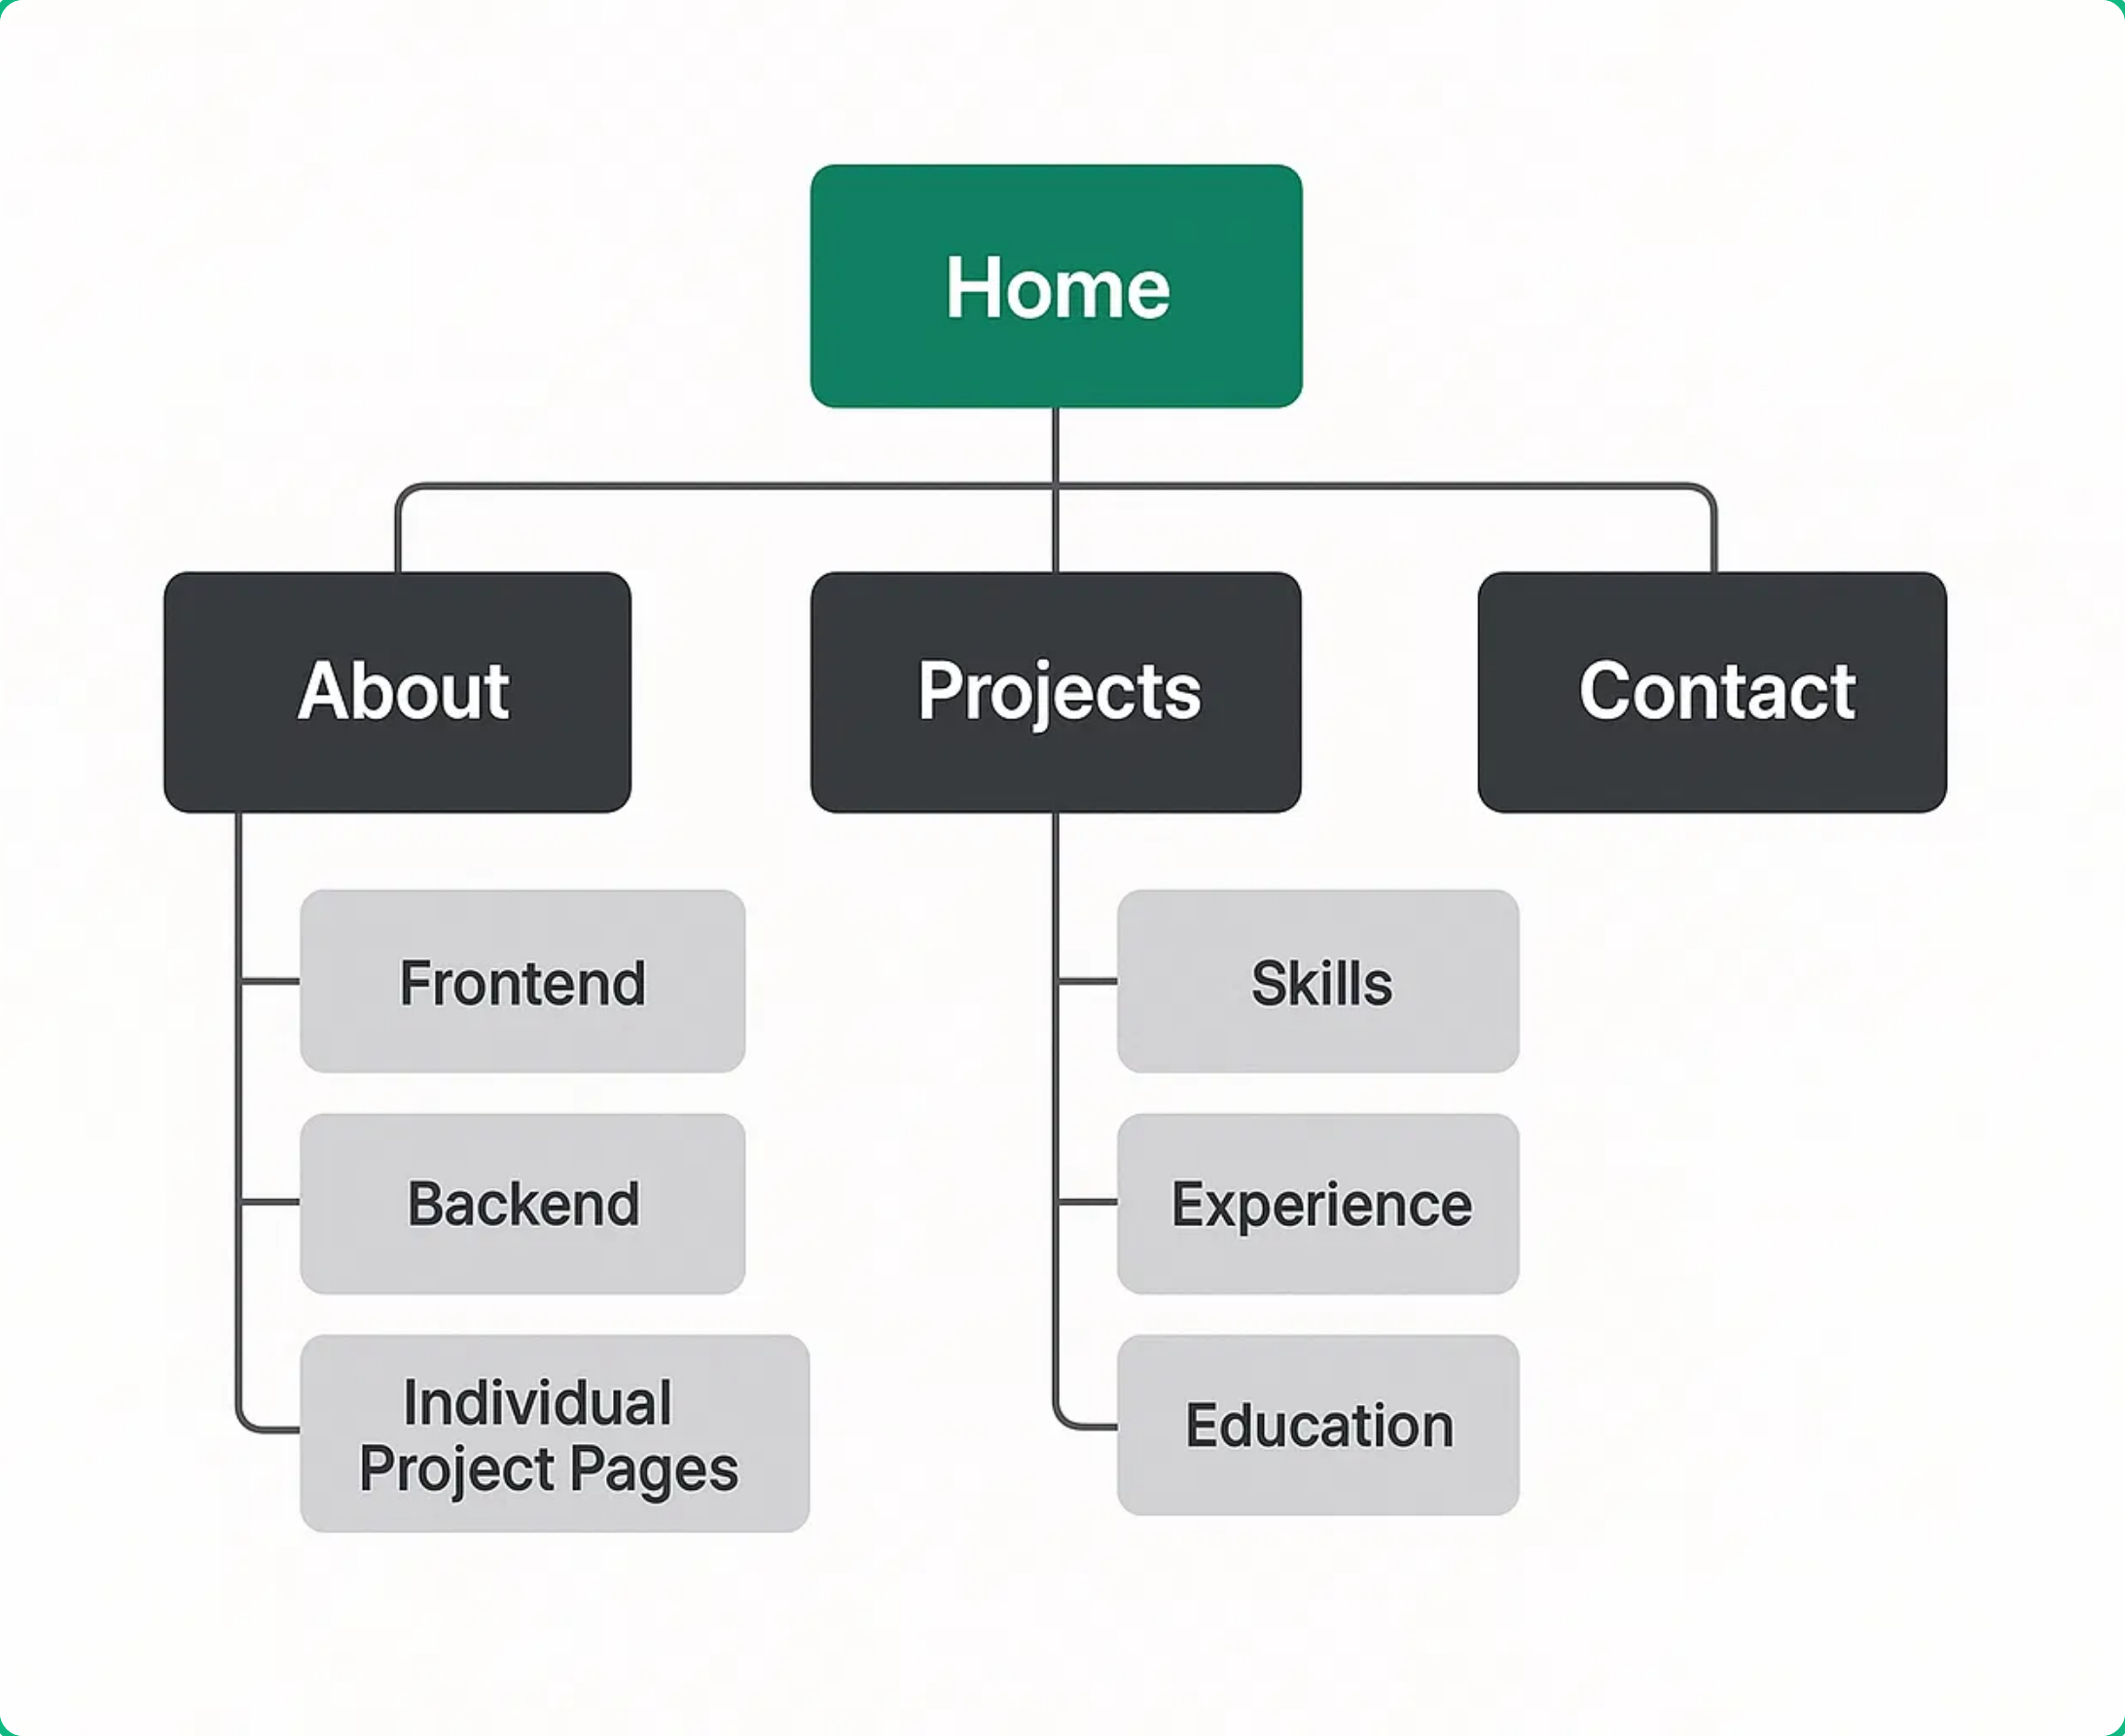 Home
About
Projects
Contact
Frontend
Backend
Individual
Project Pages
Skills
Experience
Education